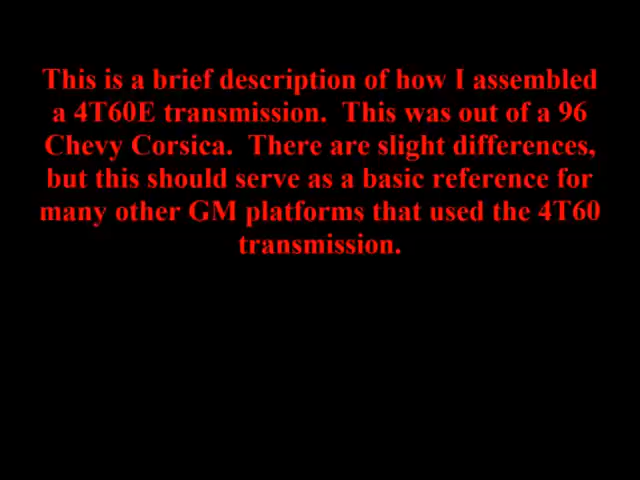 This is a brief description of how I assembled
a 4T60E transmission.  This was out of a 96
Chevy Corsica.  There are slight differences,
but this should serve as a basic reference for
many other GM platforms that used the 4T60
transmission.